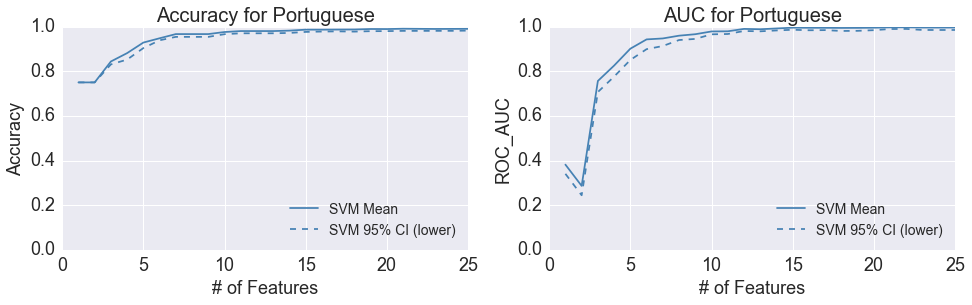 Accuracy for Portuguese
1.0
0.8
0.6
0.4
0.2
0.0
Accuracy
SVM Mean
SVM 95% CI (lower)
0 5 10 15 20 25
# of Features
AUC for Portuguese
1.0
0.8
0.6
0.4
0.2
0.0
ROC_AUC
SVM Mean
SVM 95% CI (lower)
0 5 10 15 20 25
# of Features